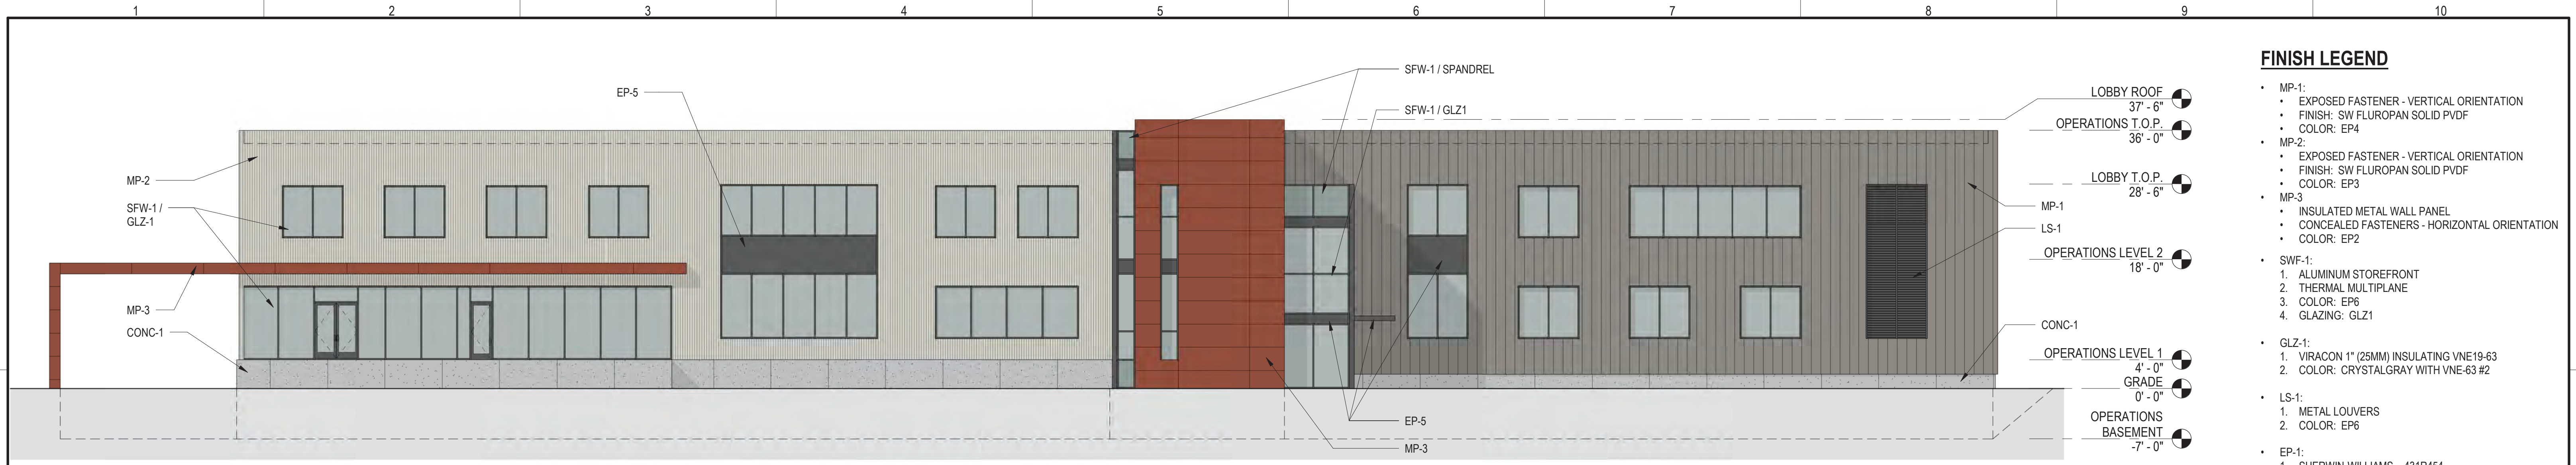 1 2 3 4 5 6 7 8 9 10
SFW-1 / SPANDREL
EP-5
SFW-1 / GLZ1
MP-2
SFW-1 /
GLZ-1
MP-3
CONC-1
EP-5
MP-3
LOBBY ROOF
37' - 6"
OPERATIONS T.O.P.
36' - 0"
LOBBY T.O.P.
28' - 6"
MP-1
LS-1
OPERATIONS LEVEL 2
18' - 0"
CONC-1
OPERATIONS LEVEL 1
4' - 0"
GRADE
0' - 0"
OPERATIONS
BASEMENT
-7' - 0"
FINISH LEGEND
• MP-1:
• EXPOSED FASTENER - VERTICAL ORIENTATION
• FINISH: SW FLUROPAN SOLID PVDF
• COLOR: EP4
• MP-2:
• EXPOSED FASTENER - VERTICAL ORIENTATION
• FINISH: SW FLUROPAN SOLID PVDF
• COLOR: EP3
• MP-3
• INSULATED METAL WALL PANEL
• CONCEALED FASTENERS - HORIZONTAL ORIENTATION
• COLOR: EP2
• SWF-1:
1. ALUMINUM STOREFRONT
2. THERMAL MULTIPLANE
3. COLOR: EP6
4. GLAZING: GLZ1
• GLZ-1:
1. VIRACON 1" (25MM) INSULATING VNE19-63
2. COLOR: CRYSTALGRAY WITH VNE-63 #2
• LS-1:
1. METAL LOUVERS
2. COLOR: EP6
• EP-1:
1. SHERWIN WILLIAMS - 431R454